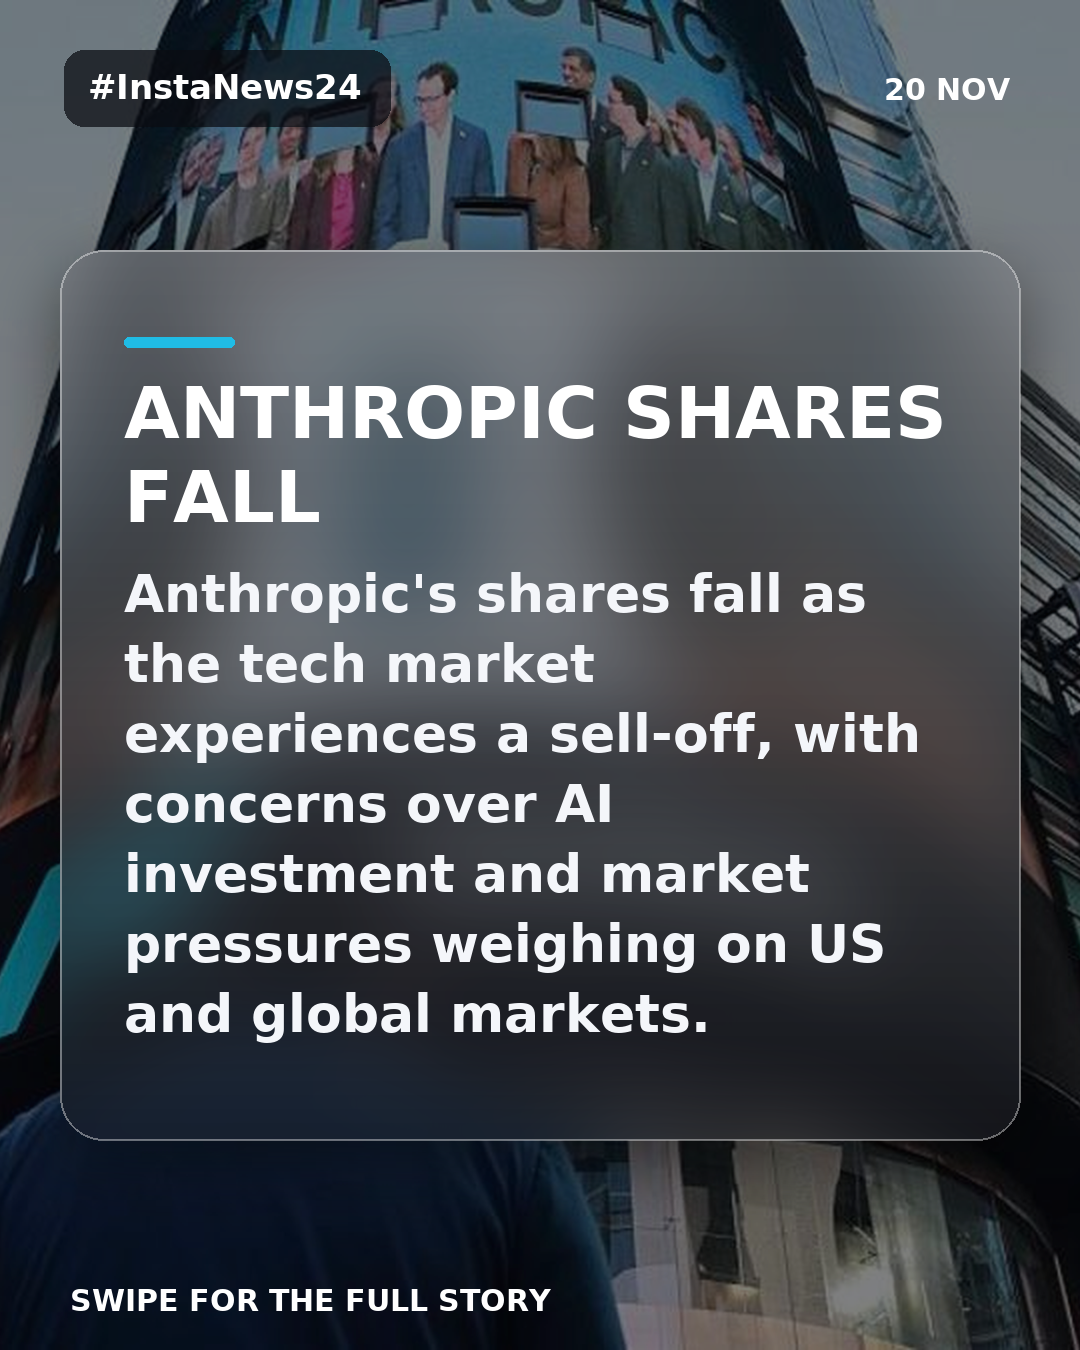 #InstaNews24
20 NOV
ANTHROPIC SHARES
FALL
Anthropic's shares fall as
the tech market
experiences a sell-off, with
concerns over AI
investment and market
pressures weighing on US
and global markets.
SWIPE FOR THE FULL STORY